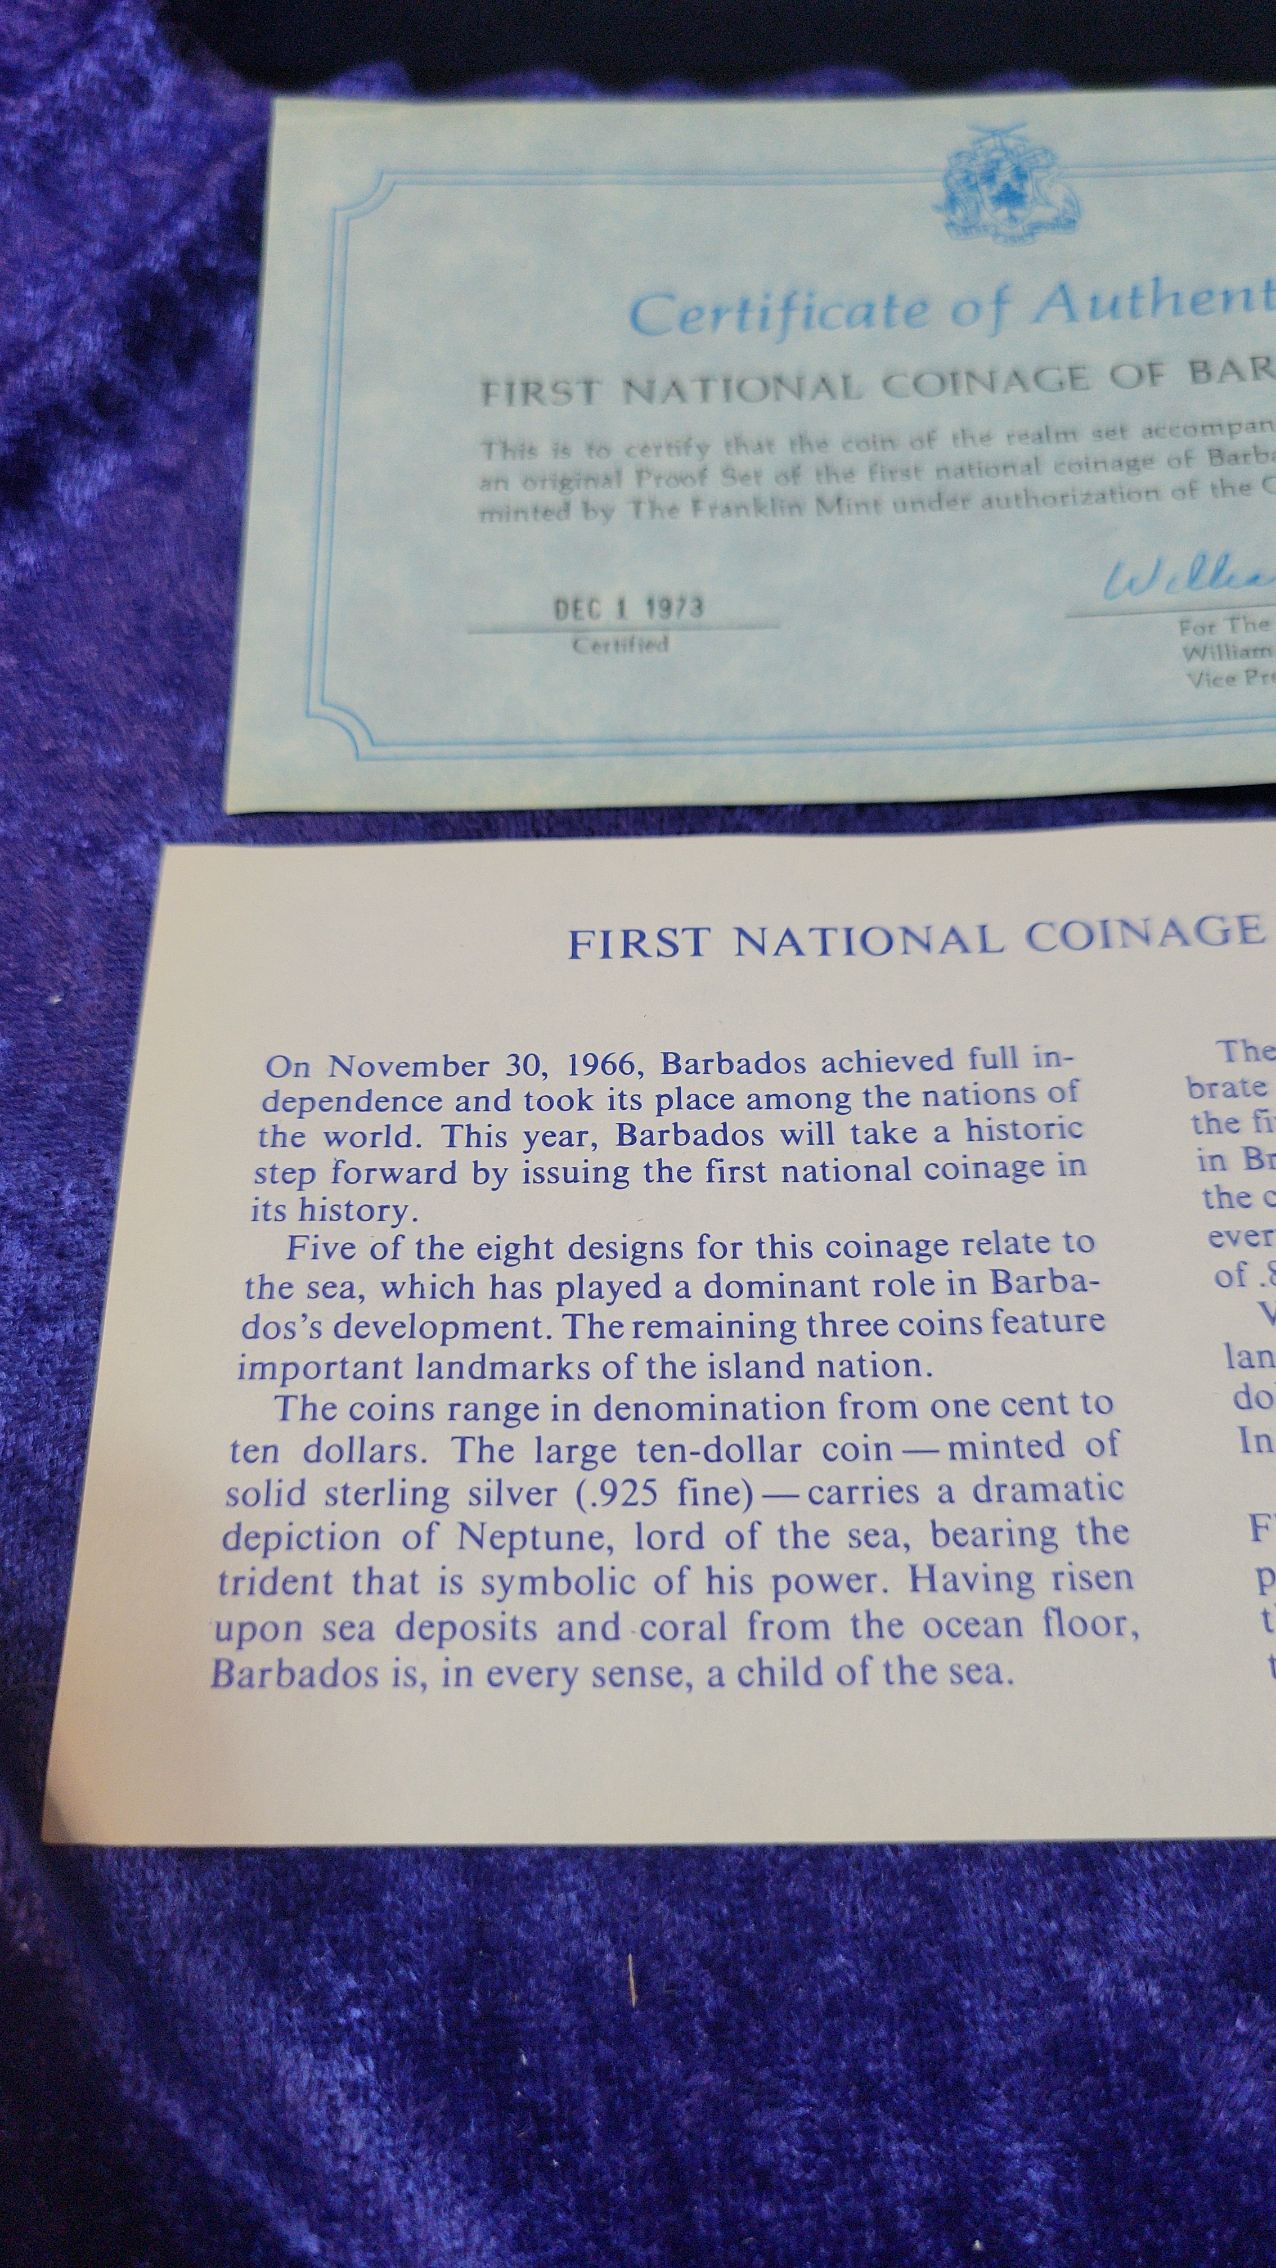 Certificate of Authent
FIRST NATIONAL COINAGE OF BAR
This is to certify that the coin of the realm set accompan
an original Proof Set of the first national coinage of Barba
minted by The Franklin Mint under authorization of the C
DEC 1 1973
Certified
Willia
For The
William
Vice Pre
FIRST NATIONAL COINAGE
On November 30, 1966, Barbados achieved full in-
dependence and took its place among the nations of
the world. This year, Barbados will take a historic
step forward by issuing the first national coinage in
its history.
Five of the eight designs for this coinage relate to
the sea, which has played a dominant role in Barba-
dos's development. The remaining three coins feature
important landmarks of the island nation.
The coins range in denomination from one cent to
ten dollars. The large ten-dollar coin — minted of
solid sterling silver (.925 fine) — carries a dramatic
depiction of Neptune, lord of the sea, bearing the
trident that is symbolic of his power. Having risen
upon sea deposits and coral from the ocean floor,
Barbados is, in every sense, a child of the sea.
The
brate
the fi
in Br
the c
ever
of .8
V
lan
do
In
F
p
t
t